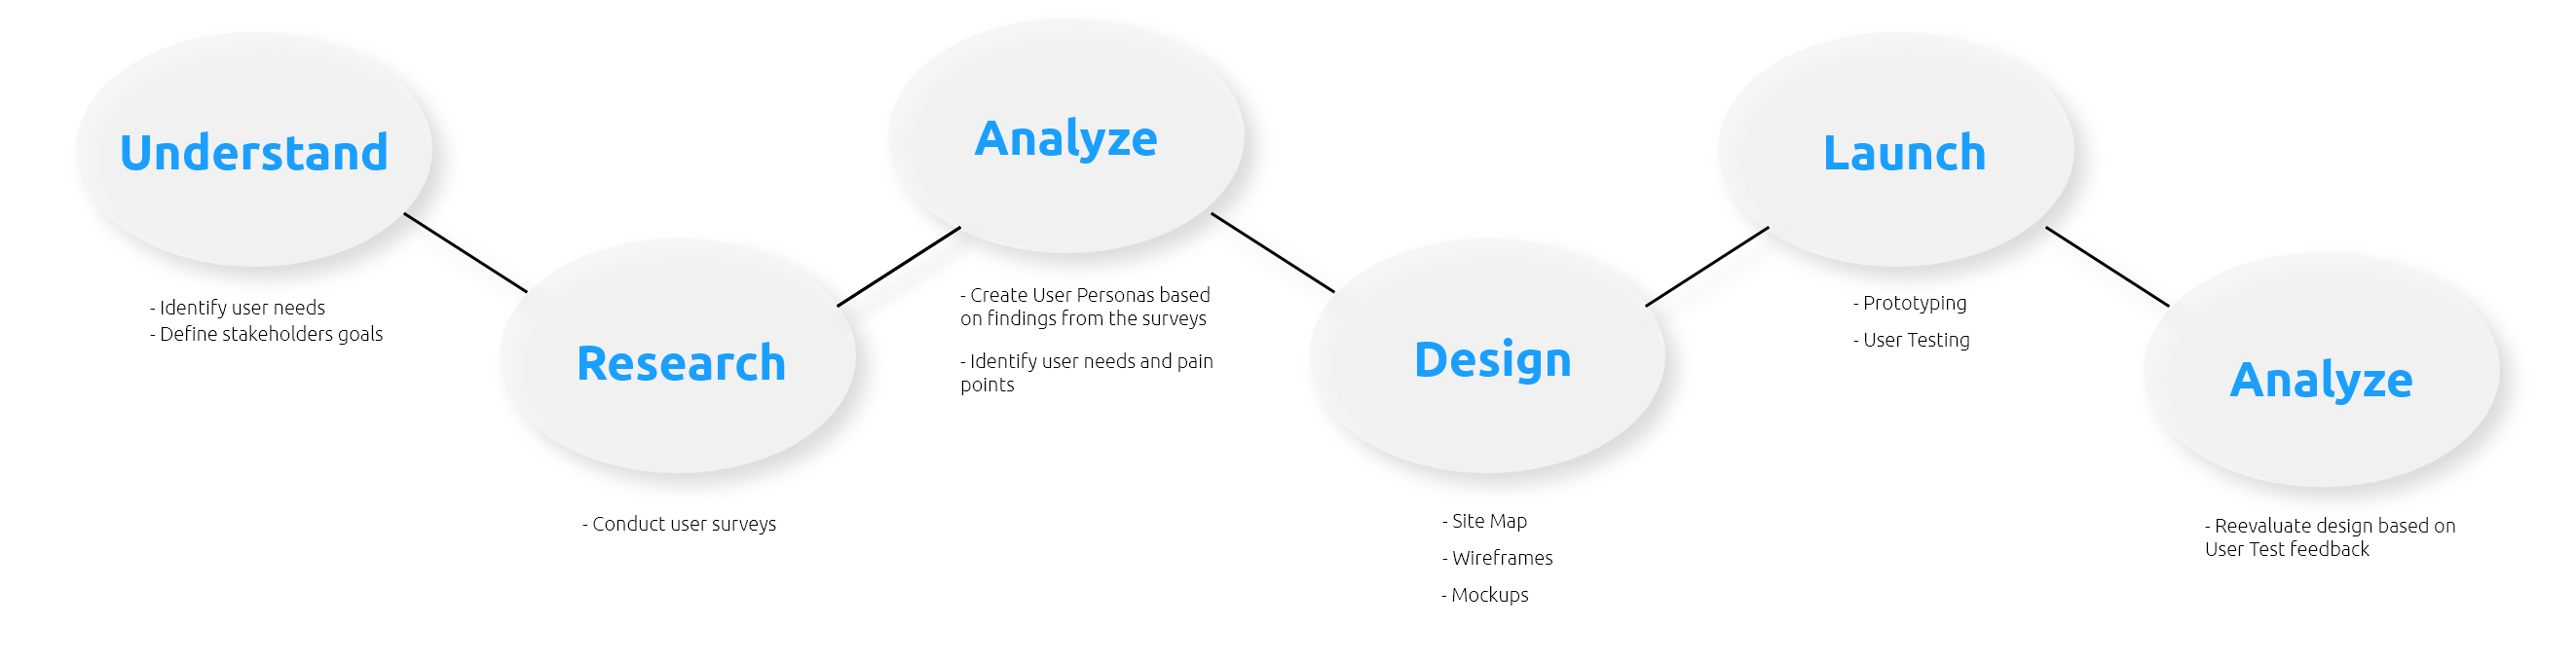 Understand
- Identify user needs
- Define stakeholders goals
Research
- Conduct user surveys
Analyze
- Create User Personas based
on findings from the surveys
- Identify user needs and pain
points
Design
- Site Map
- Wireframes
- Mockups
Launch
- Prototyping
- User Testing
Analyze
- Reevaluate design based on
User Test feedback